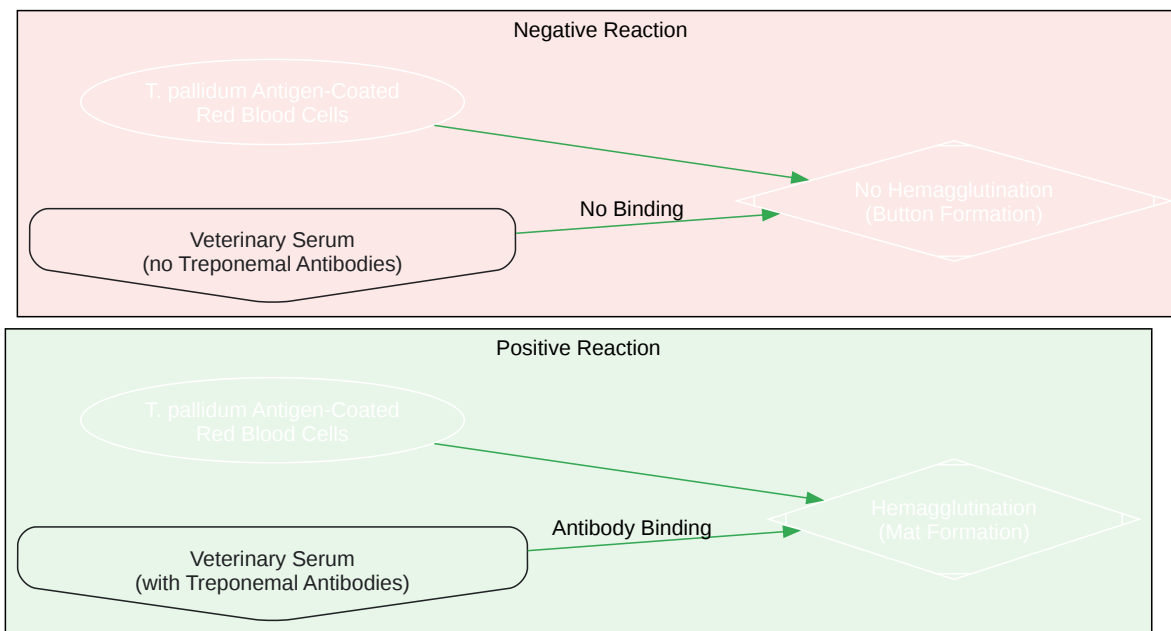 Negative Reaction
T. pallidum Antigen-Coated
Red Blood Cells
No Hemagglutination
(Button Formation)
No Binding
Veterinary Serum
(no Treponemal Antibodies)
Positive Reaction
T. pallidum Antigen-Coated
Red Blood Cells
Hemagglutination
(Mat Formation)
Antibody Binding
Veterinary Serum
(with Treponemal Antibodies)